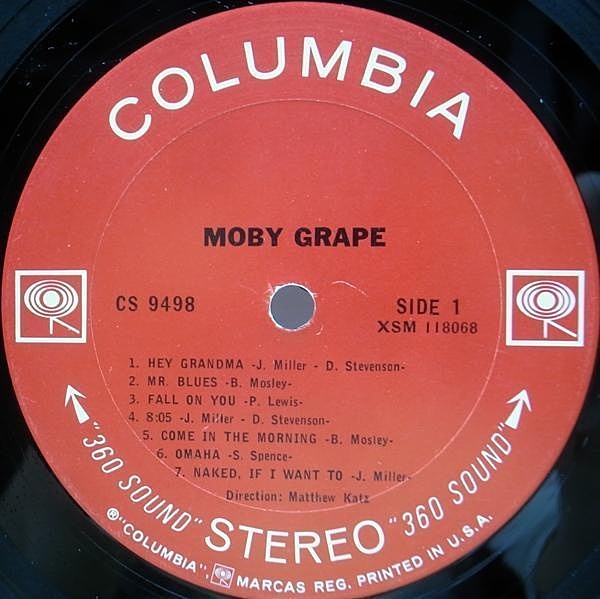 COLUMBIA
MOBY GRAPE
CS 9498
SIDE 1
XSM 118068
1. HEY GRANDMA -J. Miller - D. Stevenson-
2. MR. BLUES -B. Mosley-
3. FALL ON YOU -P. Lewis-
4. 8:05 -J. Miller - D. Stevenson-
5. COME IN THE MORNING -B. Mosley-
6. OMAHA -S. Spence-
7. NAKED, IF I WANT TO -J. Miller-
Direction: Matthew Katz
"360 SOUND" STEREO "360 SOUND"
® "COLUMBIA", MARCAS REG. PRINTED IN U.S.A.